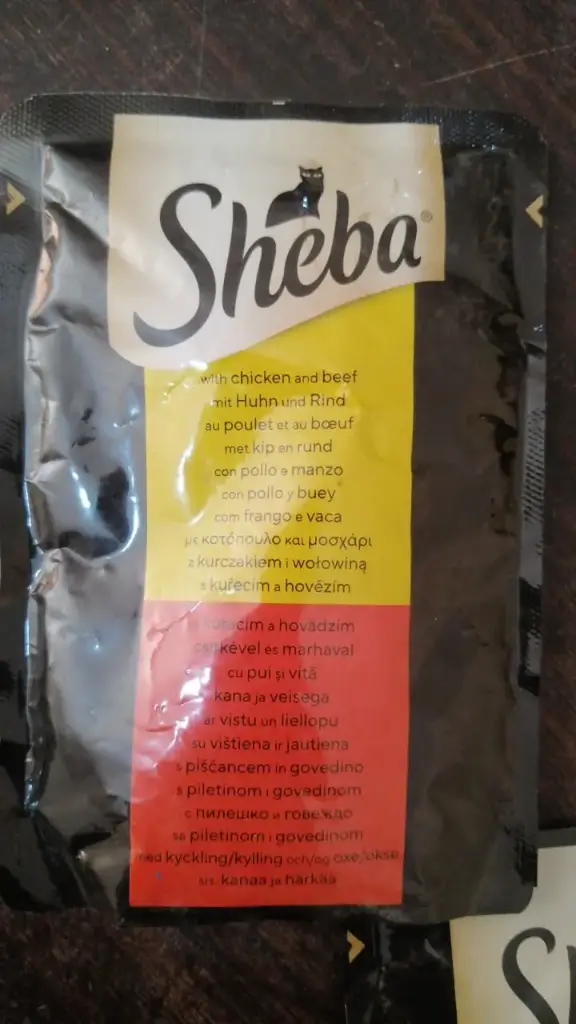 Sheba®
with chicken and beef
mit Huhn und Rind
au poulet et au bœuf
met kip en rund
con pollo e manzo
con pollo y buey
com frango e vaca
με κοτόπουλο και μοσχάρι
z kurczakiem i wołowiną
s kuřecím a hovězím
a hovädzím
csirkével és marhával
cu pui și vită
kana ja veisega
ar vistu un liellopu
su vištiena ir jautiena
s piščancem in govedino
s piletinom i govedinom
с пилешко и говеждо
sa piletinom i govedinom
med kyckling/kylling och/og oxe/okse
sis. kanaa ja härkää